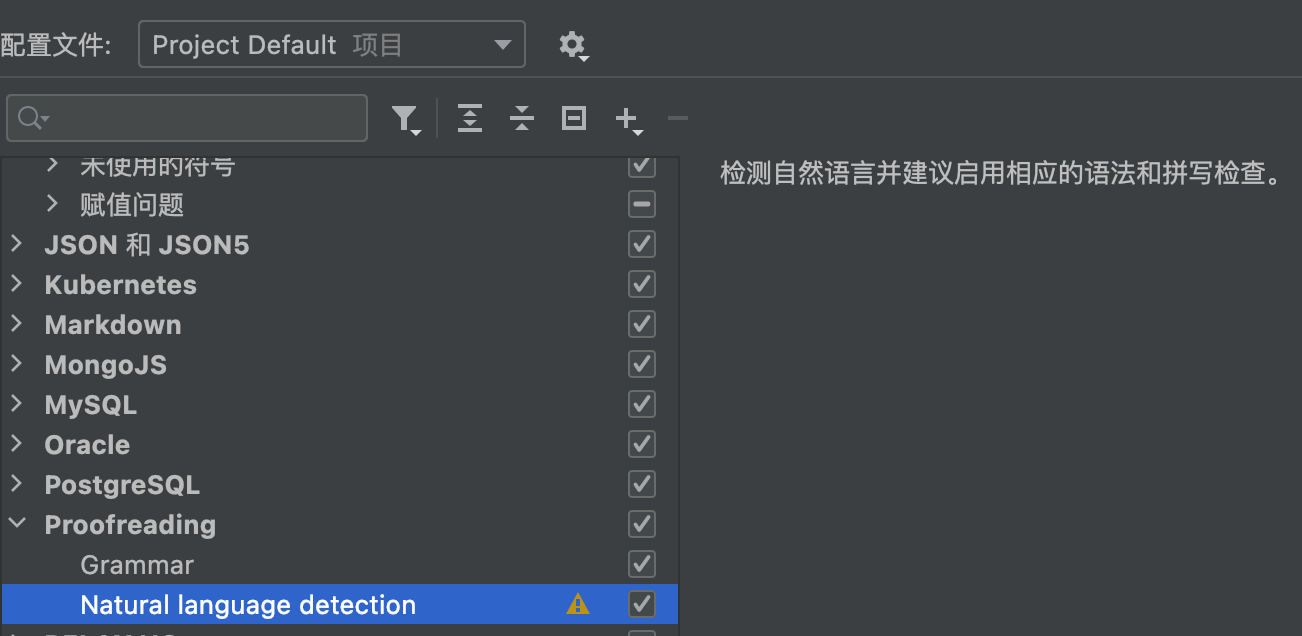 配置文件: Project Default 项目
未使用的符号
检测自然语言并建议启用相应的语法和拼写检查。
赋值问题
JSON 和 JSON5
Kubernetes
Markdown
MongoJS
MySQL
Oracle
PostgreSQL
Proofreading
Grammar
Natural language detection